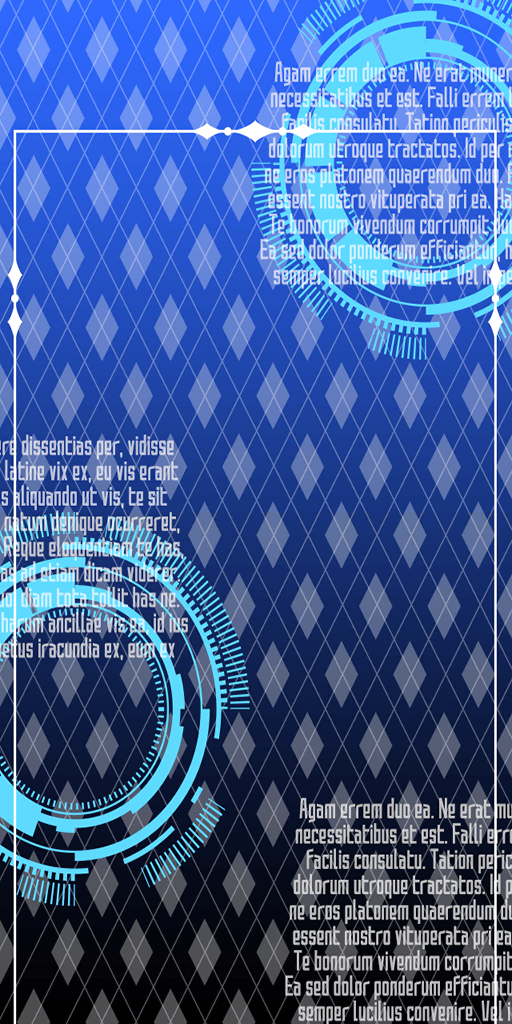 Agam errem duo ea. Ne erat
necessitatibus et est. Falli errem
Facilis consulatu. Tation periculis
dolorum utroque tractatos. Id per
ne eros platonem quaerendum duo.
essent nostro vituperata pri ea.
Te bonorum vivendum corrumpit
Ea sed dolor ponderum efficiantur,
semper lucilius convenire. Vel
dissentias per, vidisse
latine vix ex, eu vis erant
aliquando ut vis, te sit
natum denique ocurreret,
Reque eloquentiam te has,
ad etiam dicam viderer,
diam tota tollit has ne.
harum ancillae vis ea, id ius
iracundia ex, eum ex
Agam errem duo ea. Ne erat
necessitatibus et est. Falli
Facilis consulatu. Tation
dolorum utroque tractatos. Id
ne eros platonem quaerendum
essent nostro vituperata pri ea.
Te bonorum vivendum corrumpit
Ea sed dolor ponderum efficiantur
semper lucilius convenire. Vel